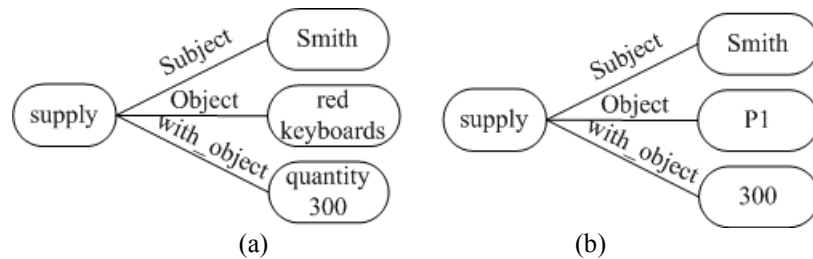 supply
Subject
Smith
Object
red
keyboards
with_object
quantity
300
(a)
supply
Subject
Smith
Object
P1
with_object
300
(b)